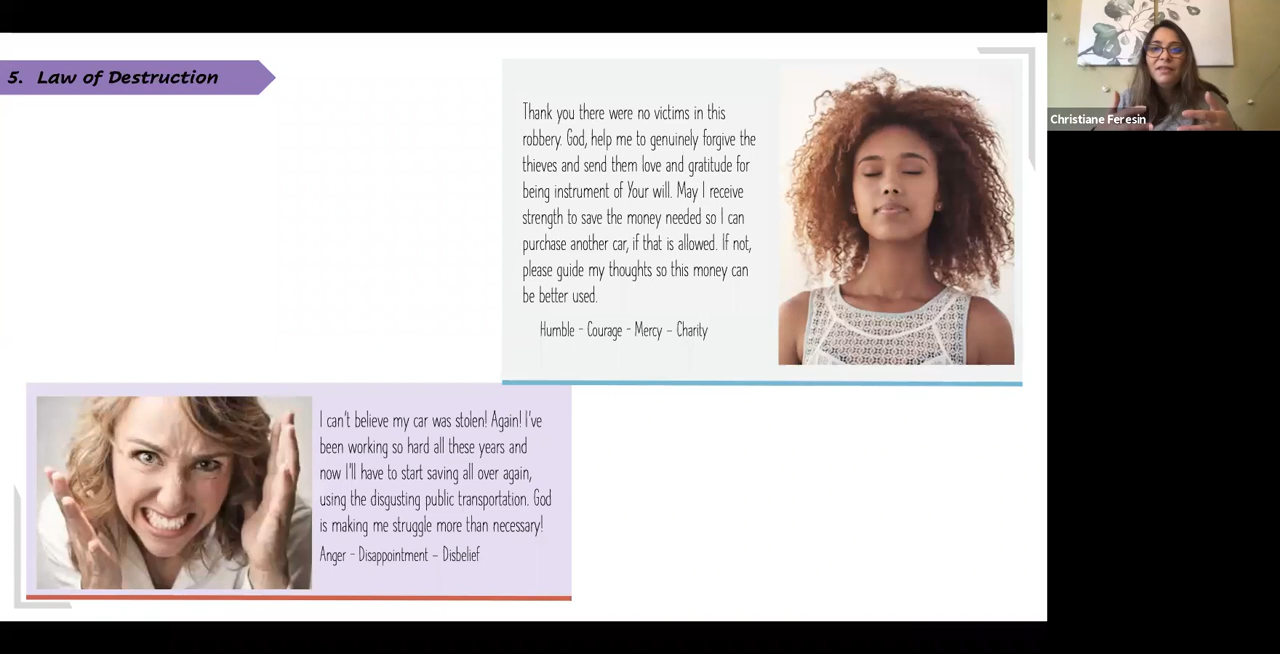 5. Law of Destruction
Thank you there were no victims in this
robbery. God, help me to genuinely forgive the
thieves and send them love and gratitude for
being instrument of Your will. May I receive
strength to save the money needed so I can
purchase another car, if that is allowed. If not,
please guide my thoughts so this money can
be better used.
Humble - Courage - Mercy – Charity
I can't believe my car was stolen! Again! I've
been working so hard all these years and
now I'll have to start saving all over again,
using the disgusting public transportation. God
is making me struggle more than necessary!
Anger - Disappointment – Disbelief
Christiane Feresin